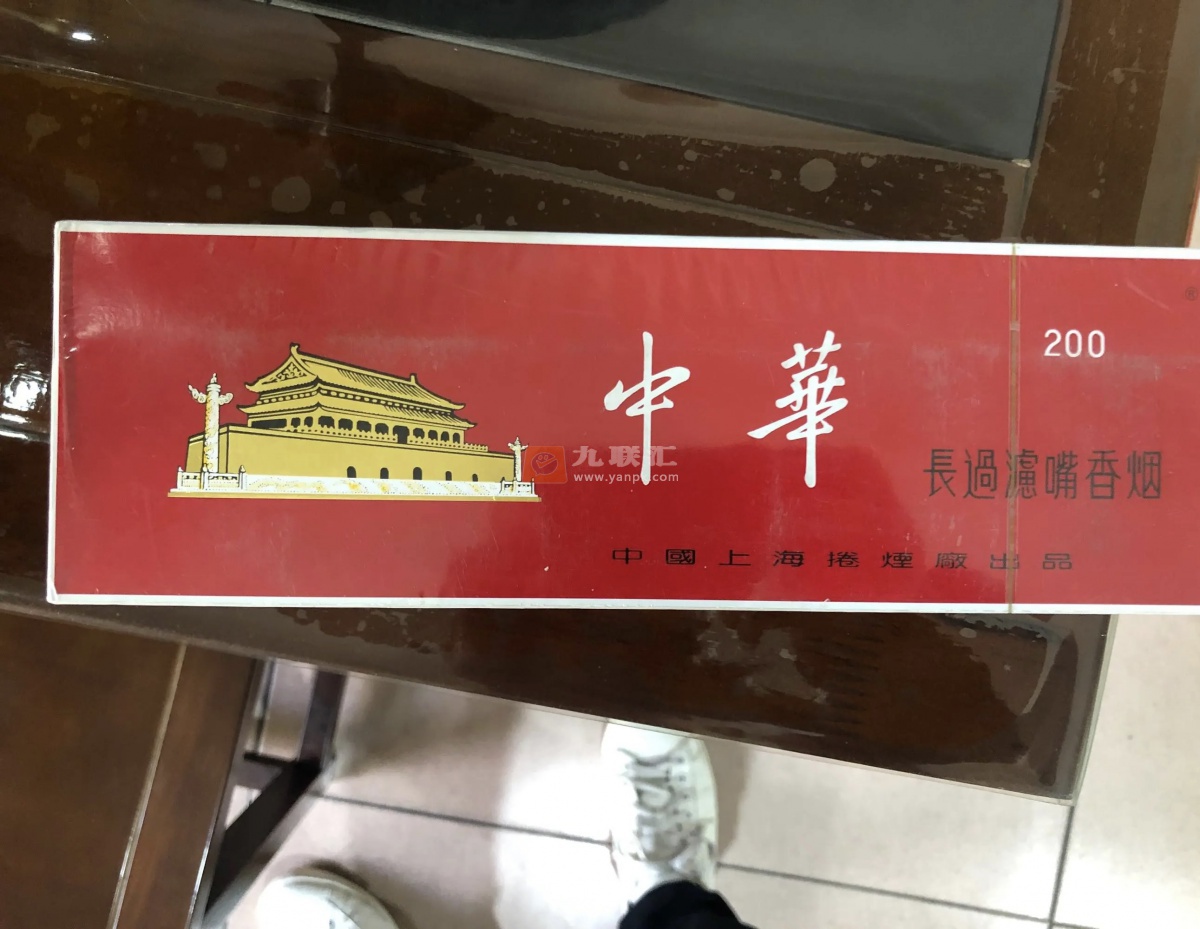 中華
200
長過濾嘴香烟
中國上海捲煙廠出品
九联汇
www.yanpu.com
®